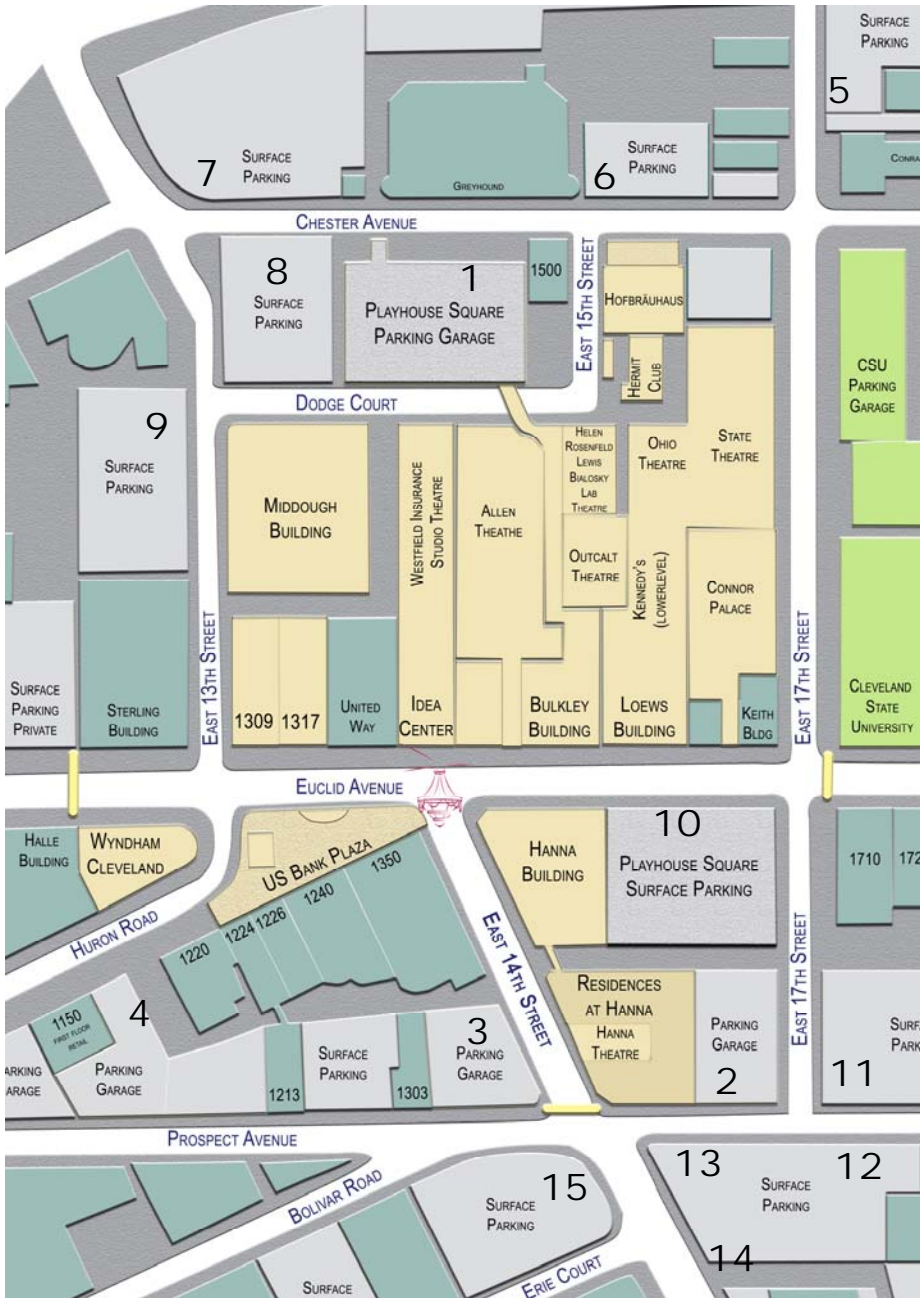 SURFACE
PARKING
5
7
SURFACE
PARKING
GREYHOUND
6
SURFACE
PARKING
CHESTER AVENUE
8
SURFACE
PARKING
1
PLAYHOUSE SQUARE
PARKING GARAGE
1500
EAST 15TH STREET
HOFBRÄUHAUS
HERMIT
CLUB
CSU
PARKING
GARAGE
DODGE COURT
9
SURFACE
PARKING
MIDDOUGH
BUILDING
WESTFIELD INSURANCE
STUDIO THEATRE
ALLEN
THEATHE
HELEN
ROSENFELD
LEWIS
BIALOSKY
LAB
THEATRE
OHIO
THEATRE
STATE
THEATRE
OUTCALT
THEATRE
KENNEDY'S
(LOWERLEVEL)
CONNOR
PALACE
EAST 13TH STREET
EAST 17TH STREET
SURFACE
PARKING
PRIVATE
STERLING
BUILDING
1309
1317
UNITED
WAY
IDEA
CENTER
BULKLEY
BUILDING
LOEWS
BUILDING
KEITH
BLDG
CLEVELAND
STATE
UNIVERSITY
EUCLID AVENUE
HALLE
BUILDING
WYNDHAM
CLEVELAND
US BANK PLAZA
HANNA
BUILDING
10
PLAYHOUSE SQUARE
SURFACE PARKING
1710
HURON ROAD
1220
1224
1226
1240
1350
EAST 14TH STREET
EAST 17TH STREET
RESIDENCES
AT HANNA
HANNA
THEATRE
PARKING
GARAGE
2
11
1150
FIRST FLOOR
RETAIL
4
PARKING
GARAGE
1213
SURFACE
PARKING
1303
3
PARKING
GARAGE
PROSPECT AVENUE
BOLIVAR ROAD
15
SURFACE
PARKING
13
12
SURFACE
PARKING
14
SURFACE
ERIE COURT